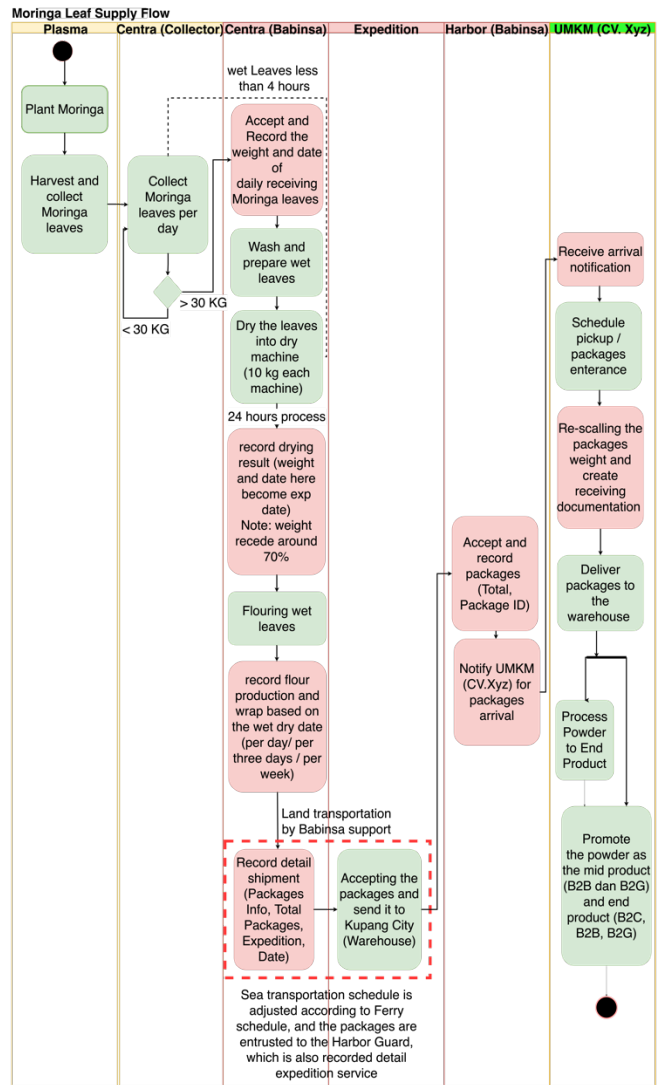 Moringa Leaf Supply Flow
Plasma
Centra (Collector)
Centra (Babinsa)
Expedition
Harbor (Babinsa)
UMKM (CV. Xyz)
Plant Moringa
Harvest and
collect
Moringa
leaves
Collect
Moringa
leaves per
day
< 30 KG
> 30 KG
wet Leaves less
than 4 hours
Accept and
Record the
weight and date
of
daily receiving
Moringa leaves
Wash and
prepare wet
leaves
Dry the leaves
into dry
machine
(10 kg each
machine)
24 hours process
record drying
result (weight
and date here
become exp
date)
Note: weight
recede around
70%
Flouring wet
leaves
record flour
production and
wrap based on
the wet dry date
(per day/ per
three days / per
week)
Land transportation
by Babinsa support
Record detail
shipment
(Packages
Info, Total
Packages,
Expedition,
Date)
Accepting the
packages and
send it to
Kupang City
(Warehouse)
Sea transportation schedule is
adjusted according to Ferry
schedule, and the packages are
entrusted to the Harbor Guard,
which is also recorded detail
expedition service
Accept and
record
packages
(Total,
Package ID)
Notify UMKM
(CV.Xyz) for
packages
arrival
Receive arrival
notification
Schedule
pickup /
packages
enterance
Re-scalling the
packages
weight and
create
receiving
documentation
Deliver
packages to
the
warehouse
Process
Powder
to End
Product
Promote
the powder as
the mid product
(B2B dan B2G)
and end
product (B2C,
B2B, B2G)